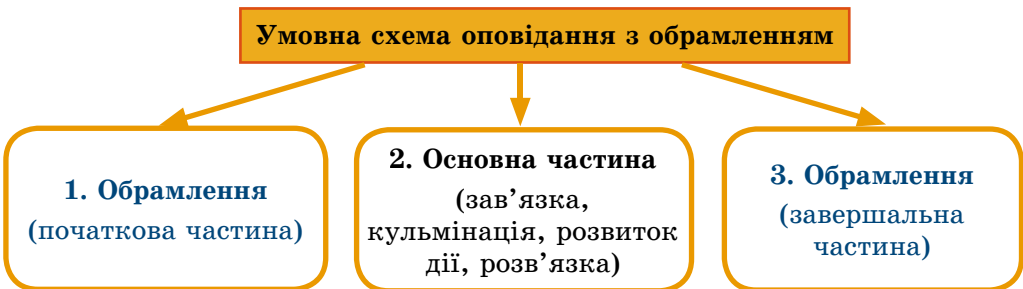 Умовна схема оповідання з обрамленням
1. Обрамлення
(початкова частина)
2. Основна частина
(зав’язка,
кульмінація, розвиток
дії, розв’язка)
3. Обрамлення
(завершальна
частина)